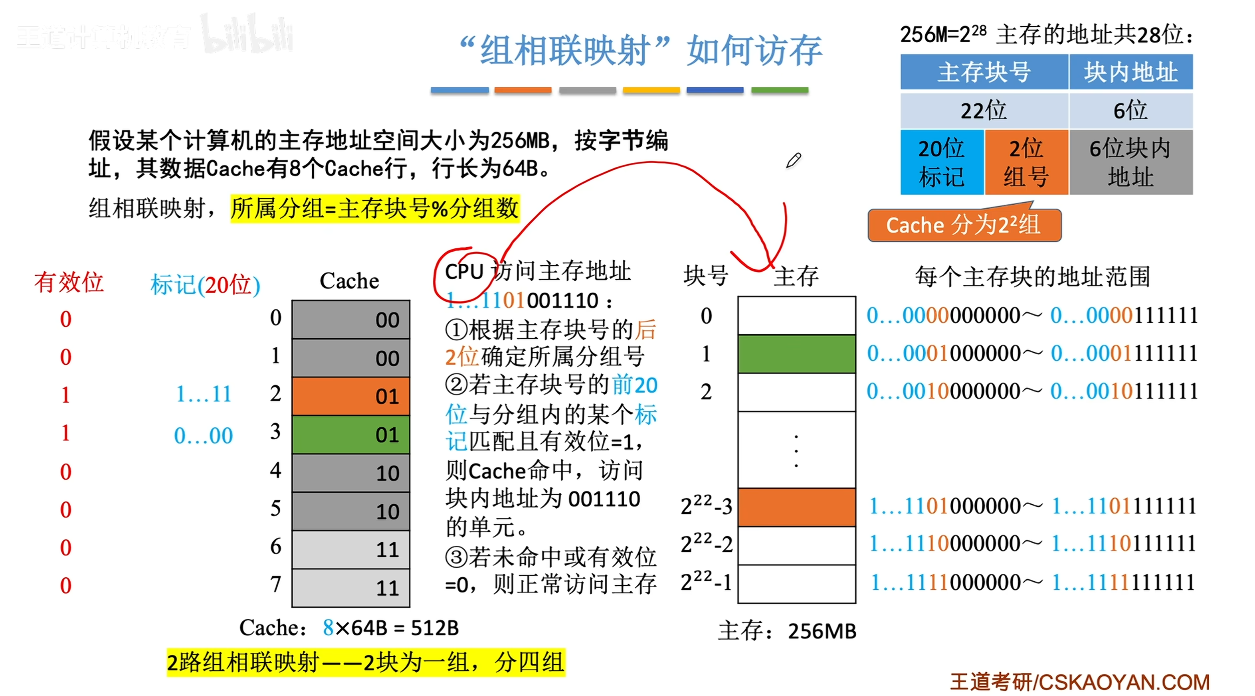 王道计算机教育 bilibili
“组相联映射”如何访存
256M=2²⁸ 主存的地址共28位：
主存块号 块内地址
22位 6位
20位标记 2位组号 6位块内地址
Cache 分为2²组
假设某个计算机的主存地址空间大小为256MB，按字节编
址，其数据Cache有8个Cache行，行长为64B。
组相联映射，所属分组=主存块号%分组数
有效位 标记(20位) Cache
0 0 00
0 1 00
1 1…11 2 01
1 0…00 3 01
0 4 10
0 5 10
0 6 11
0 7 11
Cache：8×64B = 512B
2路组相联映射——2块为一组，分四组
CPU 访问主存地址
1…1101001110 ：
①根据主存块号的后
2位确定所属分组号
②若主存块号的前20
位与分组内的某个标
记匹配且有效位=1，
则Cache命中，访问
块内地址为 001110
的单元。
③若未命中或有效位
=0，则正常访问主存
块号 主存 每个主存块的地址范围
0 0…0000000000～ 0…0000111111
1 0…0001000000～ 0…0001111111
2 0…0010000000～ 0…0010111111
2²²-3 1…1101000000～ 1…1101111111
2²²-2 1…1110000000～ 1…1110111111
2²²-1 1…1111000000～ 1…1111111111
主存：256MB
王道考研/CSKAOYAN.COM